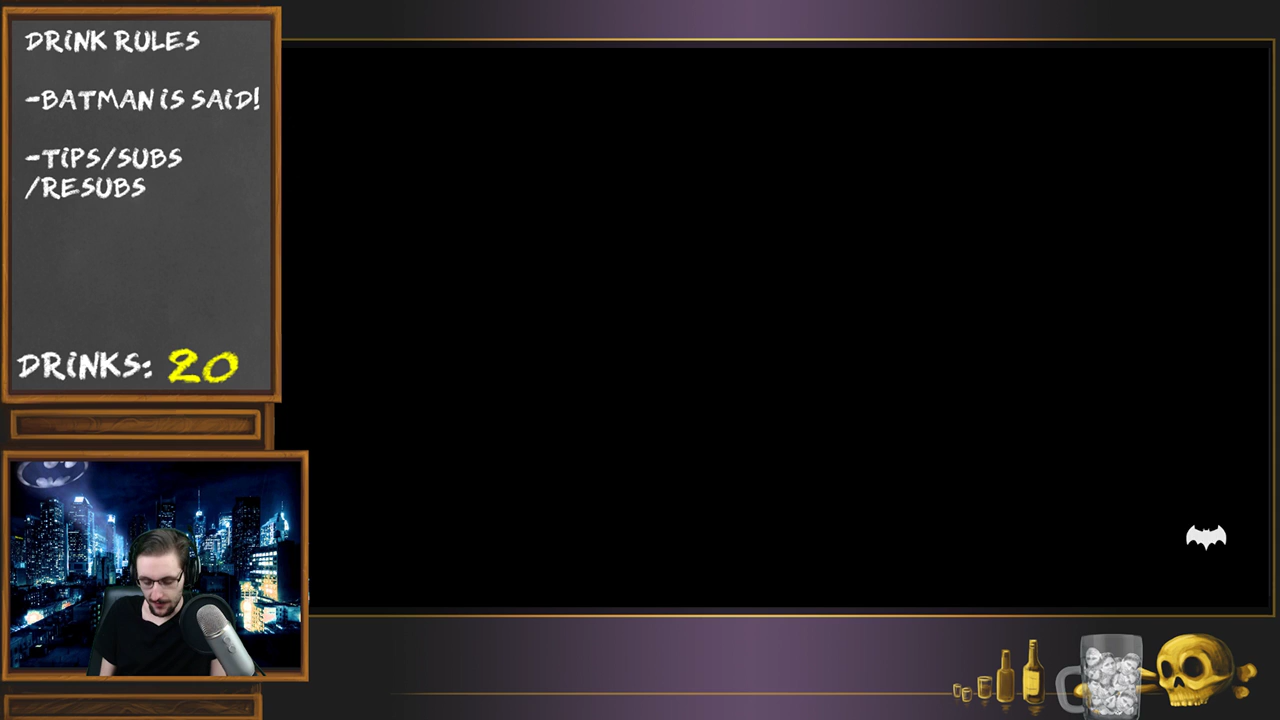 DRINK RULES
-BATMAN IS SAID!
-TIPS/SUBS
/RESUBS
DRINKS: 20